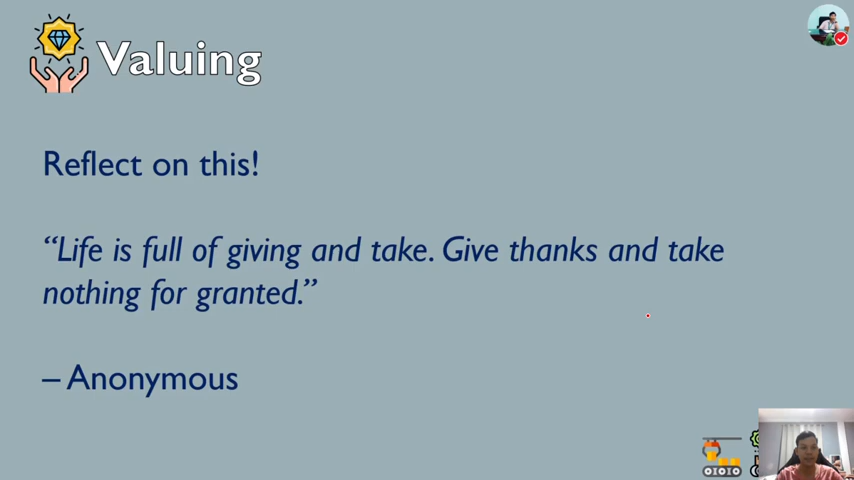 Valuing
Reflect on this!
“Life is full of giving and take. Give thanks and take
nothing for granted.”
– Anonymous